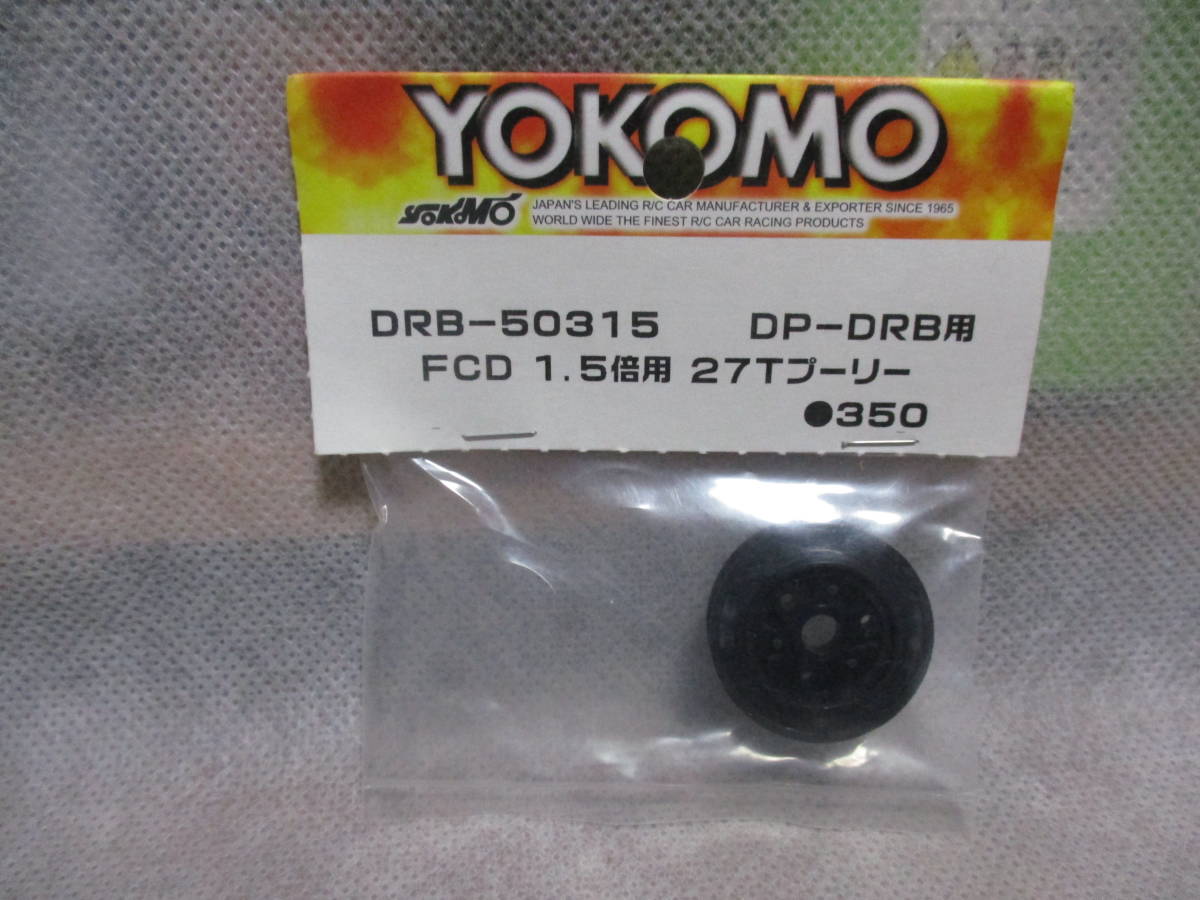 YOKOMO
YOKOMO JAPAN'S LEADING R/C CAR MANUFACTURER & EXPORTER SINCE 1965
WORLD WIDE THE FINEST R/C CAR RACING PRODUCTS
DRB-50315 DP-DRB用
FCD 1.5倍用 27Tプーリー
●350